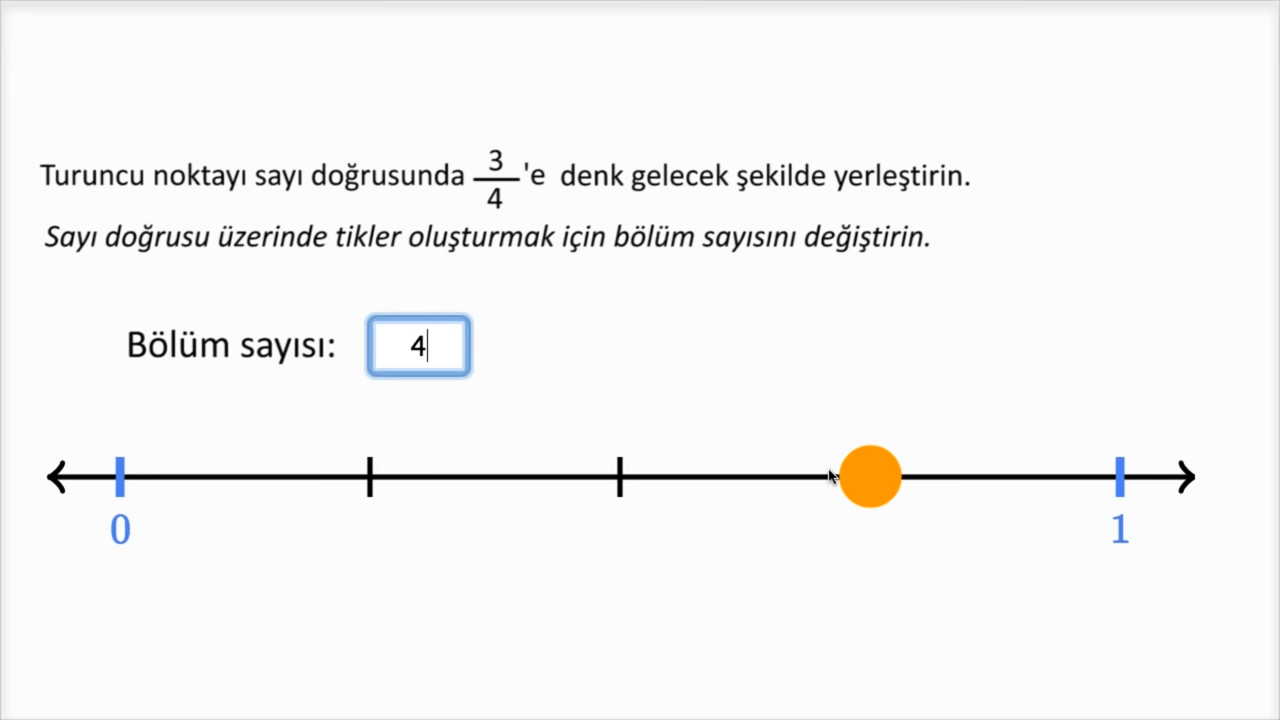 Turuncu noktayı sayı doğrusunda 3/4 'e denk gelecek şekilde yerleştirin.
Sayı doğrusu üzerinde tikler oluşturmak için bölüm sayısını değiştirin.
Bölüm sayısı: 4
0 1